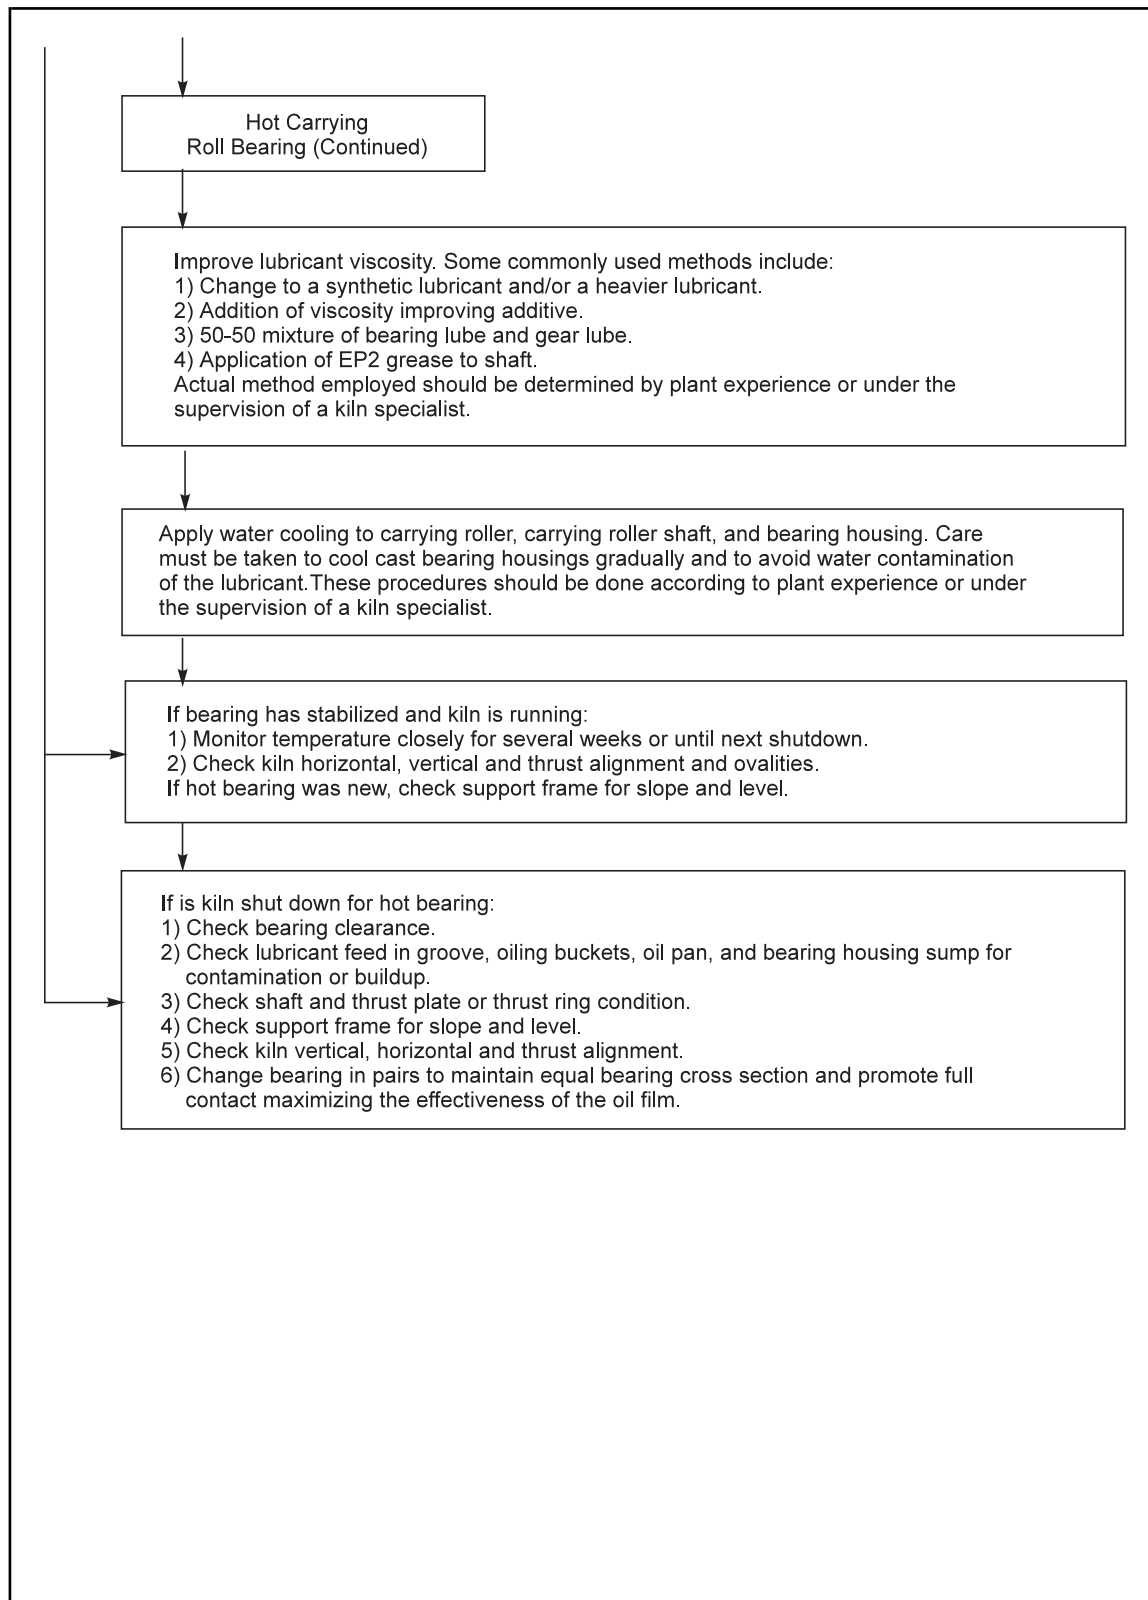 Hot Carrying
Roll Bearing (Continued)
Improve lubricant viscosity. Some commonly used methods include:
1) Change to a synthetic lubricant and/or a heavier lubricant.
2) Addition of viscosity improving additive.
3) 50-50 mixture of bearing lube and gear lube.
4) Application of EP2 grease to shaft.
Actual method employed should be determined by plant experience or under the
supervision of a kiln specialist.
Apply water cooling to carrying roller, carrying roller shaft, and bearing housing. Care
must be taken to cool cast bearing housings gradually and to avoid water contamination
of the lubricant.These procedures should be done according to plant experience or under
the supervision of a kiln specialist.
If bearing has stabilized and kiln is running:
1) Monitor temperature closely for several weeks or until next shutdown.
2) Check kiln horizontal, vertical and thrust alignment and ovalities.
If hot bearing was new, check support frame for slope and level.
If is kiln shut down for hot bearing:
1) Check bearing clearance.
2) Check lubricant feed in groove, oiling buckets, oil pan, and bearing housing sump for
contamination or buildup.
3) Check shaft and thrust plate or thrust ring condition.
4) Check support frame for slope and level.
5) Check kiln vertical, horizontal and thrust alignment.
6) Change bearing in pairs to maintain equal bearing cross section and promote full
contact maximizing the effectiveness of the oil film.